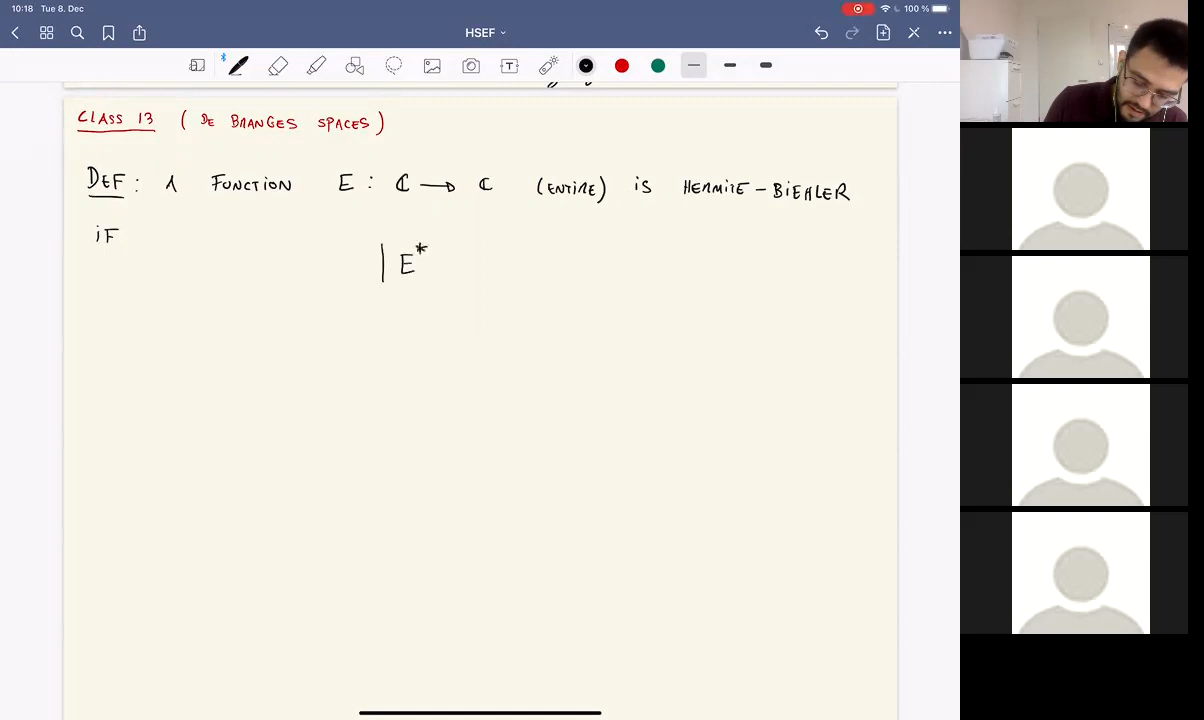 10:18 Tue 8. Dec
100 %
HSEF
CLASS 13 ( DE BRANGES SPACES )
DEF: A FUNCTION E : ℂ → ℂ (ENTIRE) is HERMITE-BIEHLER
iF
| E*